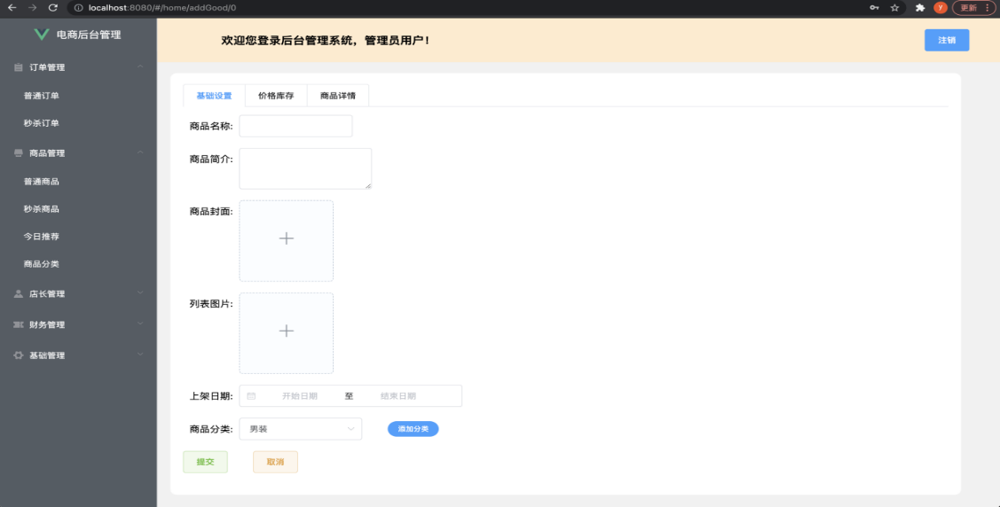 localhost:8080/#/home/addGood/0
y
更新
电商后台管理
欢迎您登录后台管理系统，管理员用户！
注销
订单管理
普通订单
秒杀订单
商品管理
普通商品
秒杀商品
今日推荐
商品分类
店长管理
财务管理
基础管理
基础设置 价格库存 商品详情
商品名称:
商品简介:
商品封面:
列表图片:
上架日期: 开始日期 至 结束日期
商品分类: 男装 添加分类
提交 取消